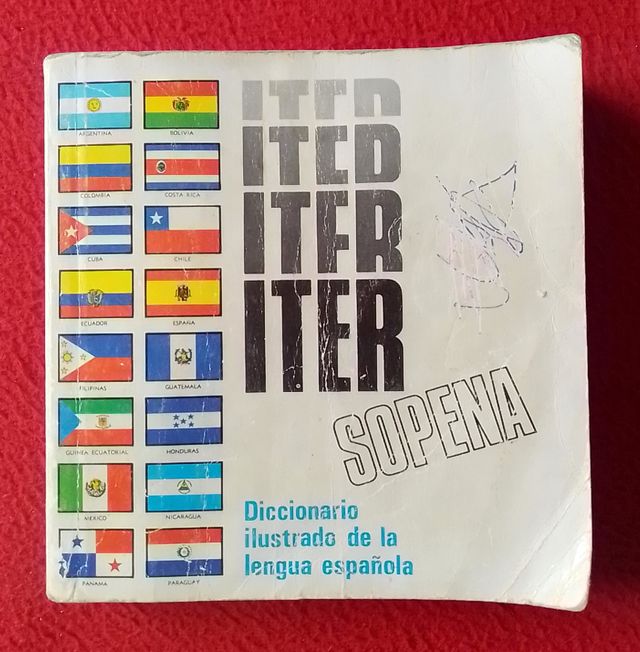 ARGENTINA
BOLIVIA
COLOMBIA
COSTA RICA
CUBA
CHILE
ECUADOR
ESPAÑA
FILIPINAS
GUATEMALA
GUINEA ECUATORIAL
HONDURAS
MEXICO
NICARAGUA
PANAMA
PARAGUAY
ITER
ITER
ITER
ITER
SOPENA
Diccionario
ilustrado de la
lengua española